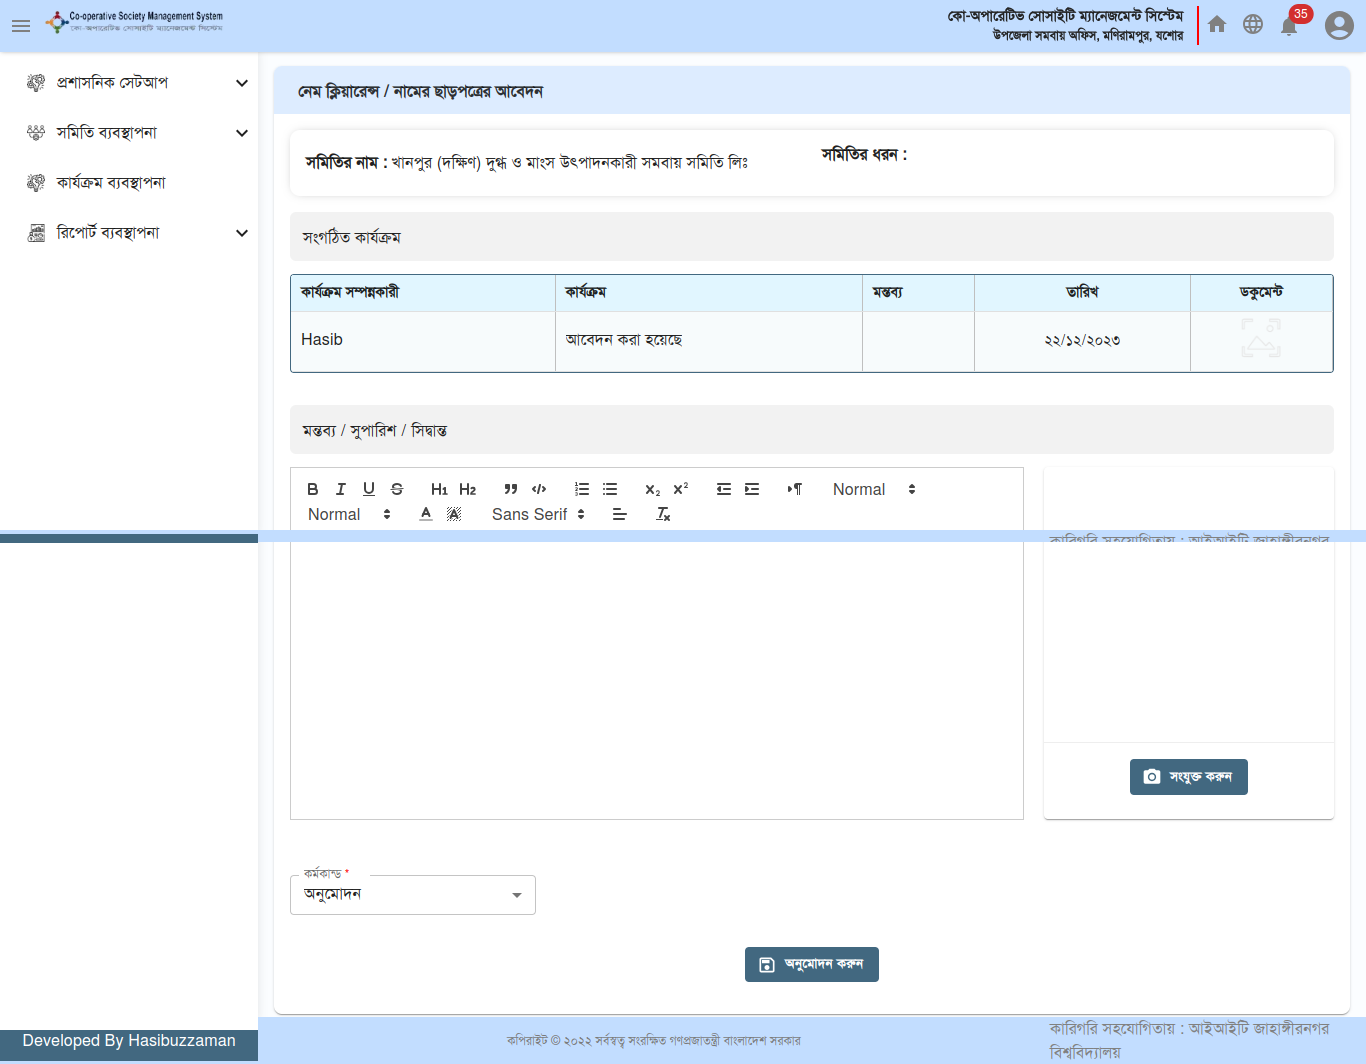 Co-operative Society Management System
কো-অপারেটিভ সোসাইটি ম্যানেজমেন্ট সিস্টেম
কো-অপারেটিভ সোসাইটি ম্যানেজমেন্ট সিস্টেম
উপজেলা সমবায় অফিস, মণিরামপুর, যশোর
35
প্রশাসনিক সেটআপ
সমিতি ব্যবস্থাপনা
কার্যক্রম ব্যবস্থাপনা
রিপোর্ট ব্যবস্থাপনা
নেম ক্লিয়ারেন্স / নামের ছাড়পত্রের আবেদন
সমিতির নাম : খানপুর (দক্ষিণ) দুগ্ধ ও মাংস উৎপাদনকারী সমবায় সমিতি লিঃ
সমিতির ধরন :
সংগঠিত কার্যক্রম
কার্যক্রম সম্পন্নকারী কার্যক্রম মন্তব্য তারিখ ডকুমেন্ট
Hasib আবেদন করা হয়েছে ২২/১২/২০২৩
মন্তব্য / সুপারিশ / সিদ্বান্ত
Normal
Normal Sans Serif
কারিগরি সহযোগিতায় : আইআইটি জাহাঙ্গীরনগর
সংযুক্ত করুন
কর্মকান্ড *
অনুমোদন
অনুমোদন করুন
Developed By Hasibuzzaman
কপিরাইট © ২০২২ সর্বস্বত্ব সংরক্ষিত গণপ্রজাতন্ত্রী বাংলাদেশ সরকার
কারিগরি সহযোগিতায় : আইআইটি জাহাঙ্গীরনগর
বিশ্ববিদ্যালয়